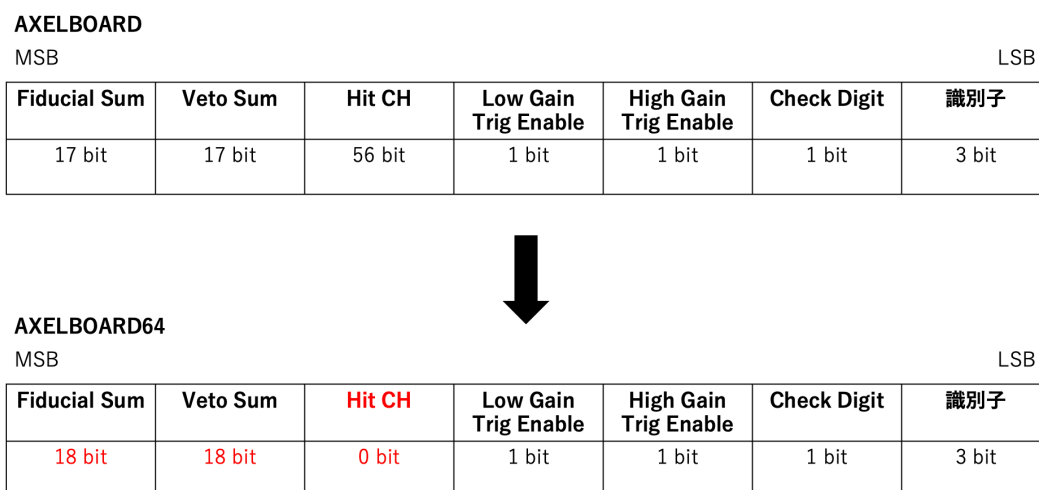 AXELBOARD
MSB LSB
Fiducial Sum Veto Sum Hit CH Low Gain Trig Enable High Gain Trig Enable Check Digit 識別子
17 bit 17 bit 56 bit 1 bit 1 bit 1 bit 3 bit
AXELBOARD64
MSB LSB
Fiducial Sum Veto Sum Hit CH Low Gain Trig Enable High Gain Trig Enable Check Digit 識別子
18 bit 18 bit 0 bit 1 bit 1 bit 1 bit 3 bit